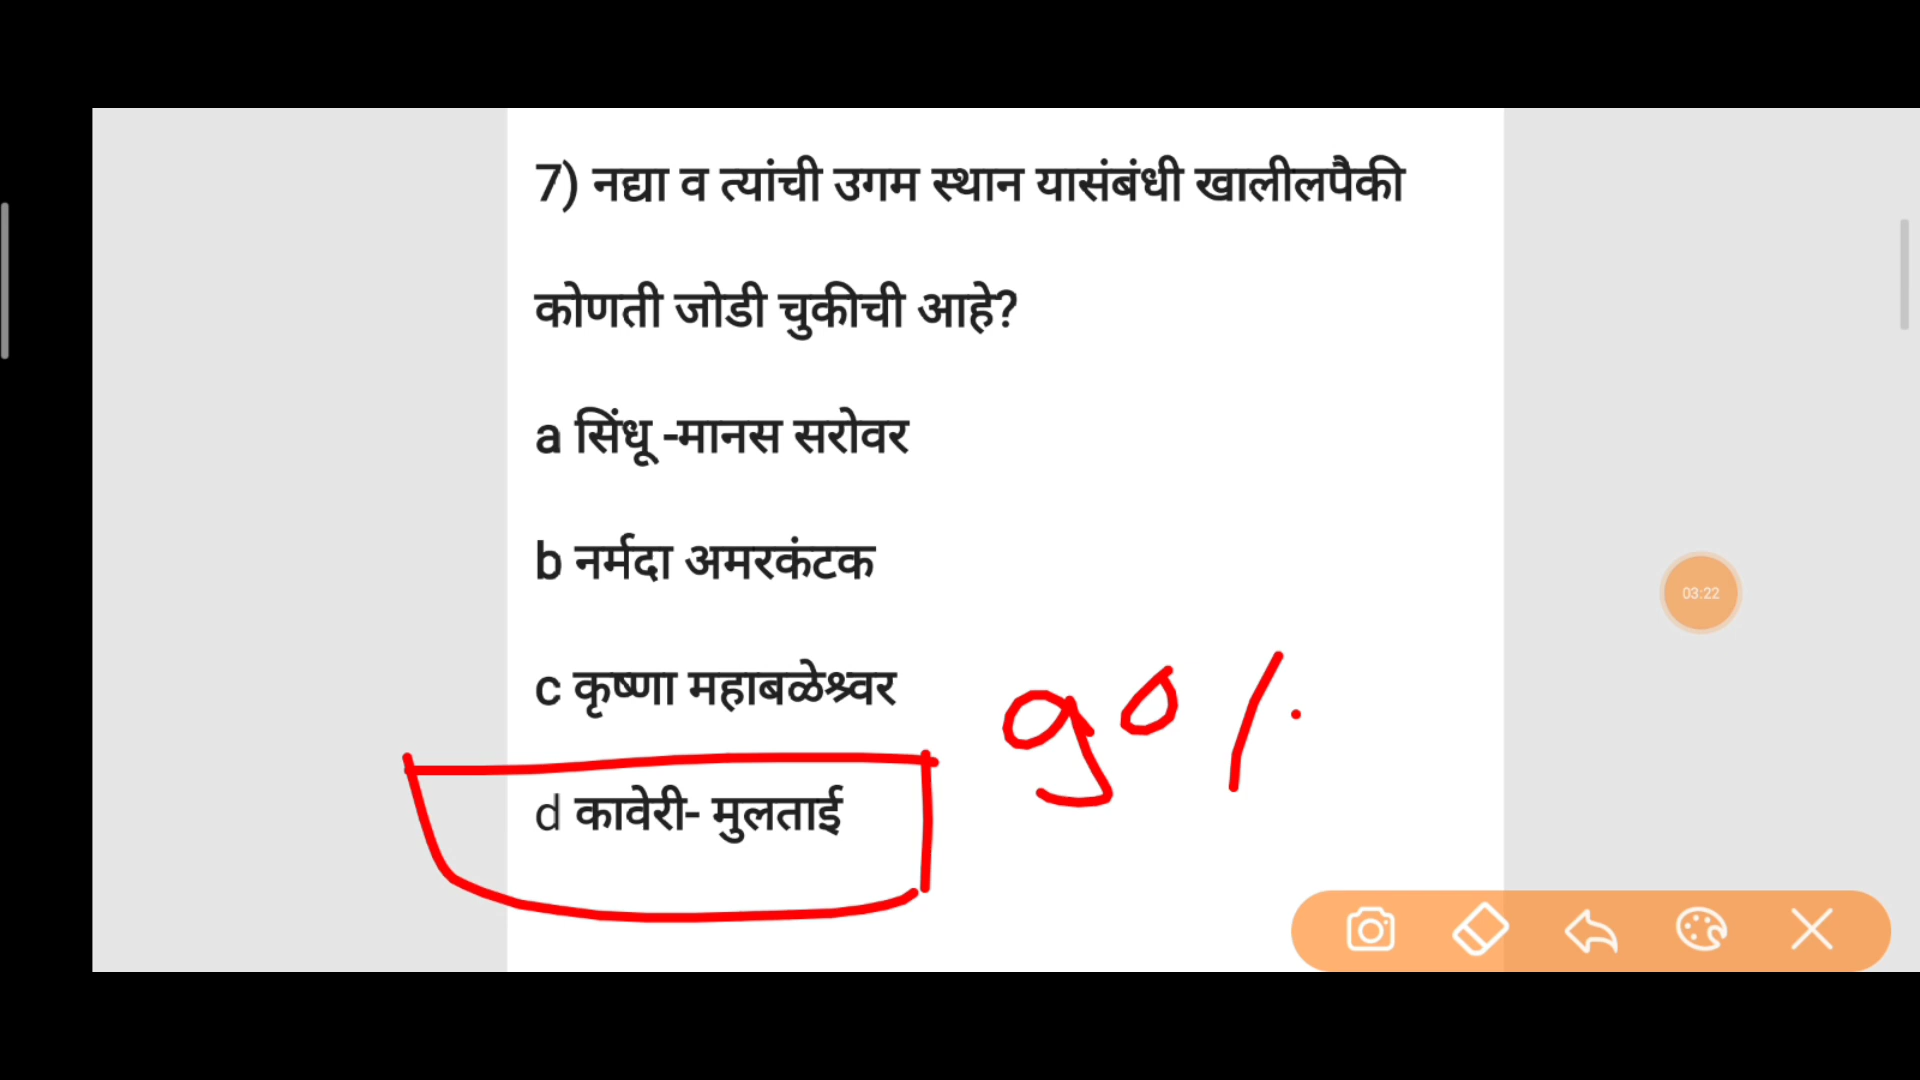 7) नद्या व त्यांची उगम स्थान यासंबंधी खालीलपैकी
कोणती जोडी चुकीची आहे?
a सिंधू -मानस सरोवर
b नर्मदा अमरकंटक
03:22
c कृष्णा महाबळेश्र्वर
90%
d कावेरी- मुलताई